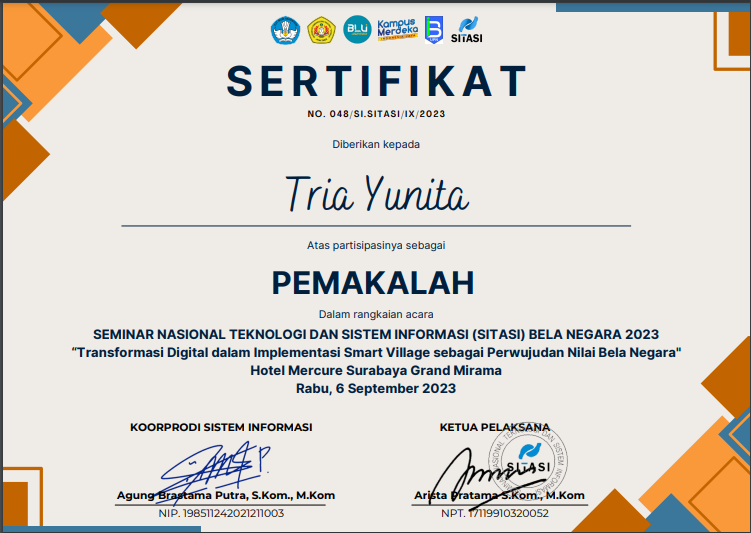 BLU
Kampus
Merdeka
INDONESIA JAYA
SiTASI
SERTIFIKAT
NO. 048/SI.SITASI/IX/2023
Diberikan kepada
Tria Yunita
Atas partisipasinya sebagai
PEMAKALAH
Dalam rangkaian acara
SEMINAR NASIONAL TEKNOLOGI DAN SISTEM INFORMASI (SITASI) BELA NEGARA 2023
“Transformasi Digital dalam Implementasi Smart Village sebagai Perwujudan Nilai Bela Negara"
Hotel Mercure Surabaya Grand Mirama
Rabu, 6 September 2023
KOORPRODI SISTEM INFORMASI
Agung Brastama Putra, S.Kom., M.Kom
NIP. 198511242021211003
KETUA PELAKSANA
SiTASI
Arista Pratama S.Kom., M.Kom
NPT. 17119910320052